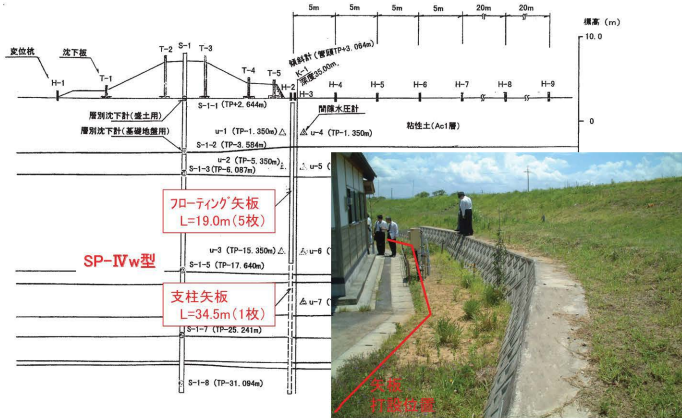 5m 5m 5m 5m 20m 20m
標高（m）
10.0
0
変位杭
沈下板
H-1
T-1
T-2
S-1
T-3
T-4
T-5
傾斜計（管頭TP+3.064m）
K-1
深度35.00m
H-2
H-3
H-4
H-5
H-6
H-7
H-8
H-9
層別沈下計(盛土用)
S-1-1 (TP+2.644m)
間隙水圧計
粘性土(Ac1層)
u-1 (TP-1.350m)
u-4 (TP-1.350m)
層別沈下計(基礎地盤用)
S-1-2 (TP-3.584m)
u-2 (TP-5.350m)
u-5
S-1-3(TP-6.087m)
フローティング矢板
L=19.0m(5枚)
u-3 (TP-15.350m)
u-6
SP-Ⅳw型
S-1-5 (TP-17.640m)
支柱矢板
L=34.5m(1枚)
u-7
S-1-7 (TP-25.241m)
S-1-8 (TP-31.094m)
矢板
打設位置